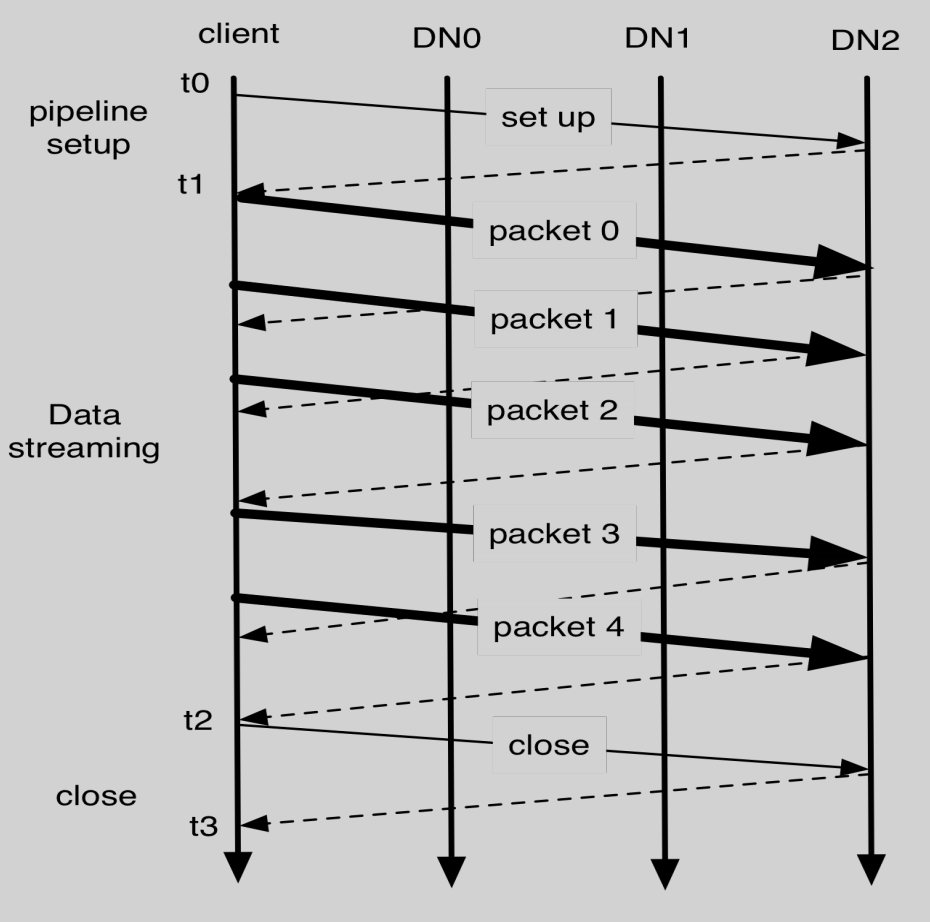 client
DN0
DN1
DN2
t0
pipeline
setup
set up
t1
packet 0
packet 1
packet 2
Data
streaming
packet 3
packet 4
t2
close
close
t3